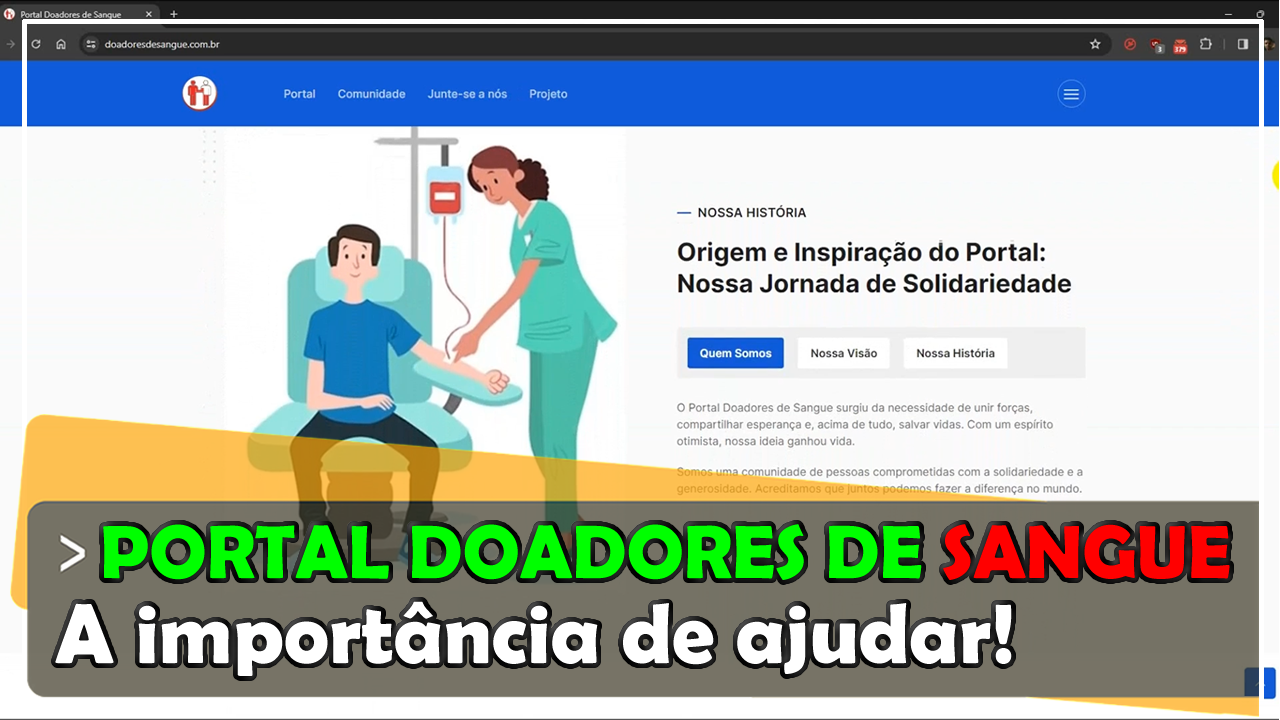 Portal Doadores de Sangue
doadoresdesangue.com.br
3
179
Portal Comunidade Junte-se a nós Projeto
NOSSA HISTÓRIA
Origem e Inspiração do Portal:
Nossa Jornada de Solidariedade
Quem Somos Nossa Visão Nossa História
O Portal Doadores de Sangue surgiu da necessidade de unir forças,
compartilhar esperança e, acima de tudo, salvar vidas. Com um espírito
otimista, nossa ideia ganhou vida.
Somos uma comunidade de pessoas comprometidas com a solidariedade e a
generosidade. Acreditamos que juntos podemos fazer a diferença no mundo.
> PORTAL DOADORES DE SANGUE
A importância de ajudar!